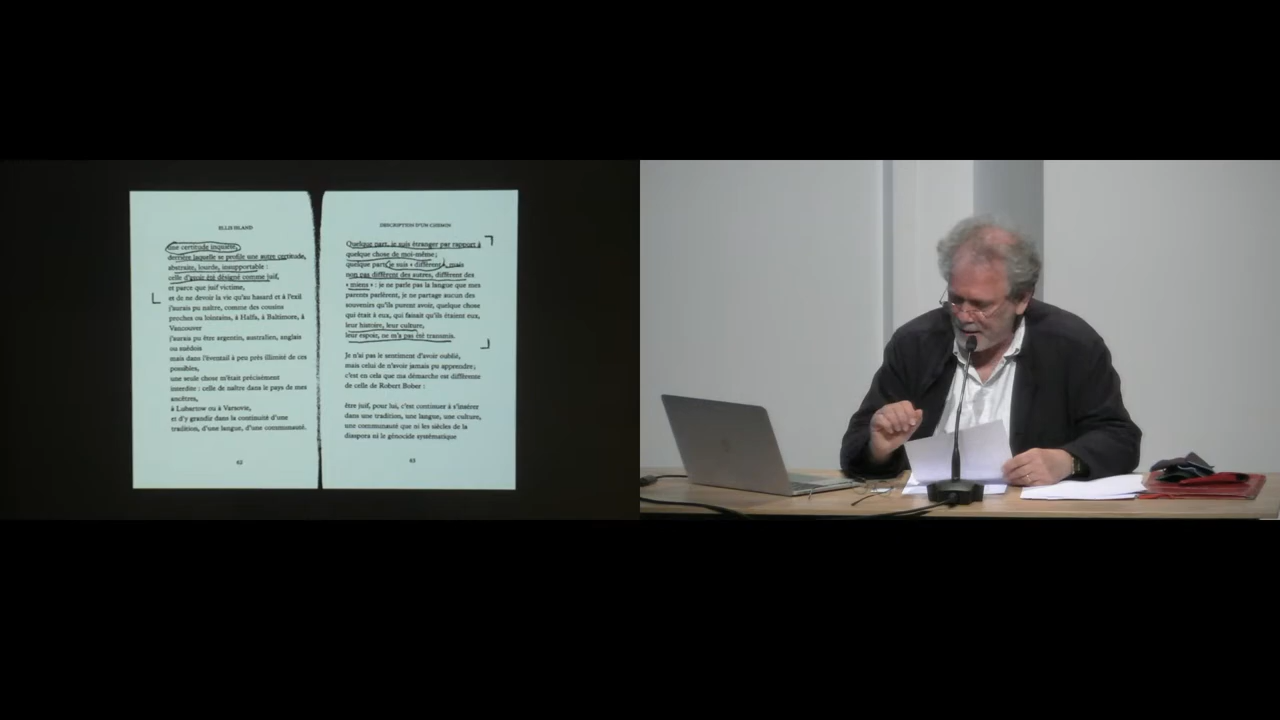 ELLIS ISLAND
une certitude inquiète,
derrière laquelle se profile une autre certitude,
abstraite, lourde, insupportable :
celle d'avoir été désigné comme juif,
et parce que juif victime,
et de ne devoir la vie qu'au hasard et à l'exil
j'aurais pu naître, comme des cousins
proches ou lointains, à Haïfa, à Baltimore, à
Vancouver
j'aurais pu être argentin, australien, anglais
ou suédois
mais dans l'éventail à peu près illimité de ces
possibles,
une seule chose m'était précisément
interdite : celle de naître dans le pays de mes
ancêtres,
à Lubartow ou à Varsovie,
et d'y grandir dans la continuité d'une
tradition, d'une langue, d'une communauté.
62
DESCRIPTION D'UN CHEMIN
Quelque part, je suis étranger par rapport à
quelque chose de moi-même ;
quelque part je suis « différent », mais
non pas différent des autres, différent des
« miens » : je ne parle pas la langue que mes
parents parlèrent, je ne partage aucun des
souvenirs qu'ils purent avoir, quelque chose
qui était à eux, qui faisait qu'ils étaient eux,
leur histoire, leur culture,
leur espoir, ne m'a pas été transmis.
Je n'ai pas le sentiment d'avoir oublié,
mais celui de n'avoir jamais pu apprendre ;
c'est en cela que ma démarche est différente
de celle de Robert Bober :
être juif, pour lui, c'est continuer à s'insérer
dans une tradition, une langue, une culture,
une communauté que ni les siècles de la
diaspora ni le génocide systématique
63